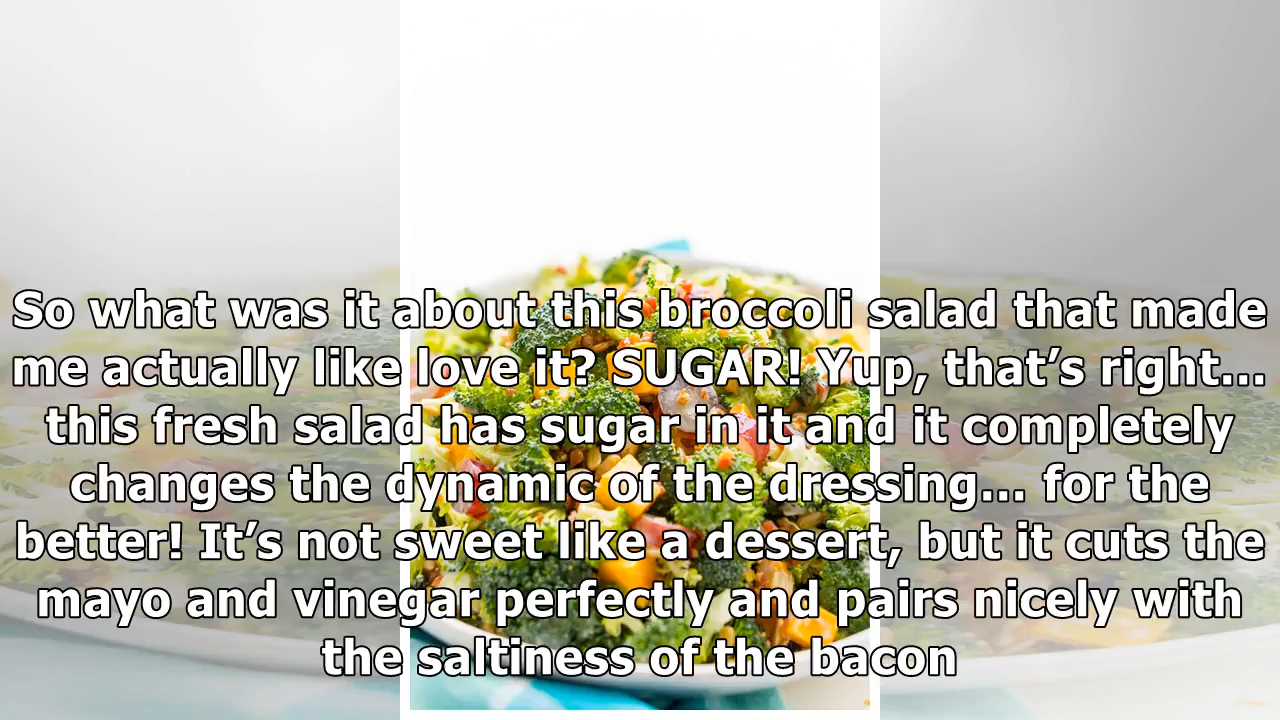 So what was it about this broccoli salad that made
me actually like love it? SUGAR! Yup, that’s right...
this fresh salad has sugar in it and it completely
changes the dynamic of the dressing... for the
better! It’s not sweet like a dessert, but it cuts the
mayo and vinegar perfectly and pairs nicely with
the saltiness of the bacon